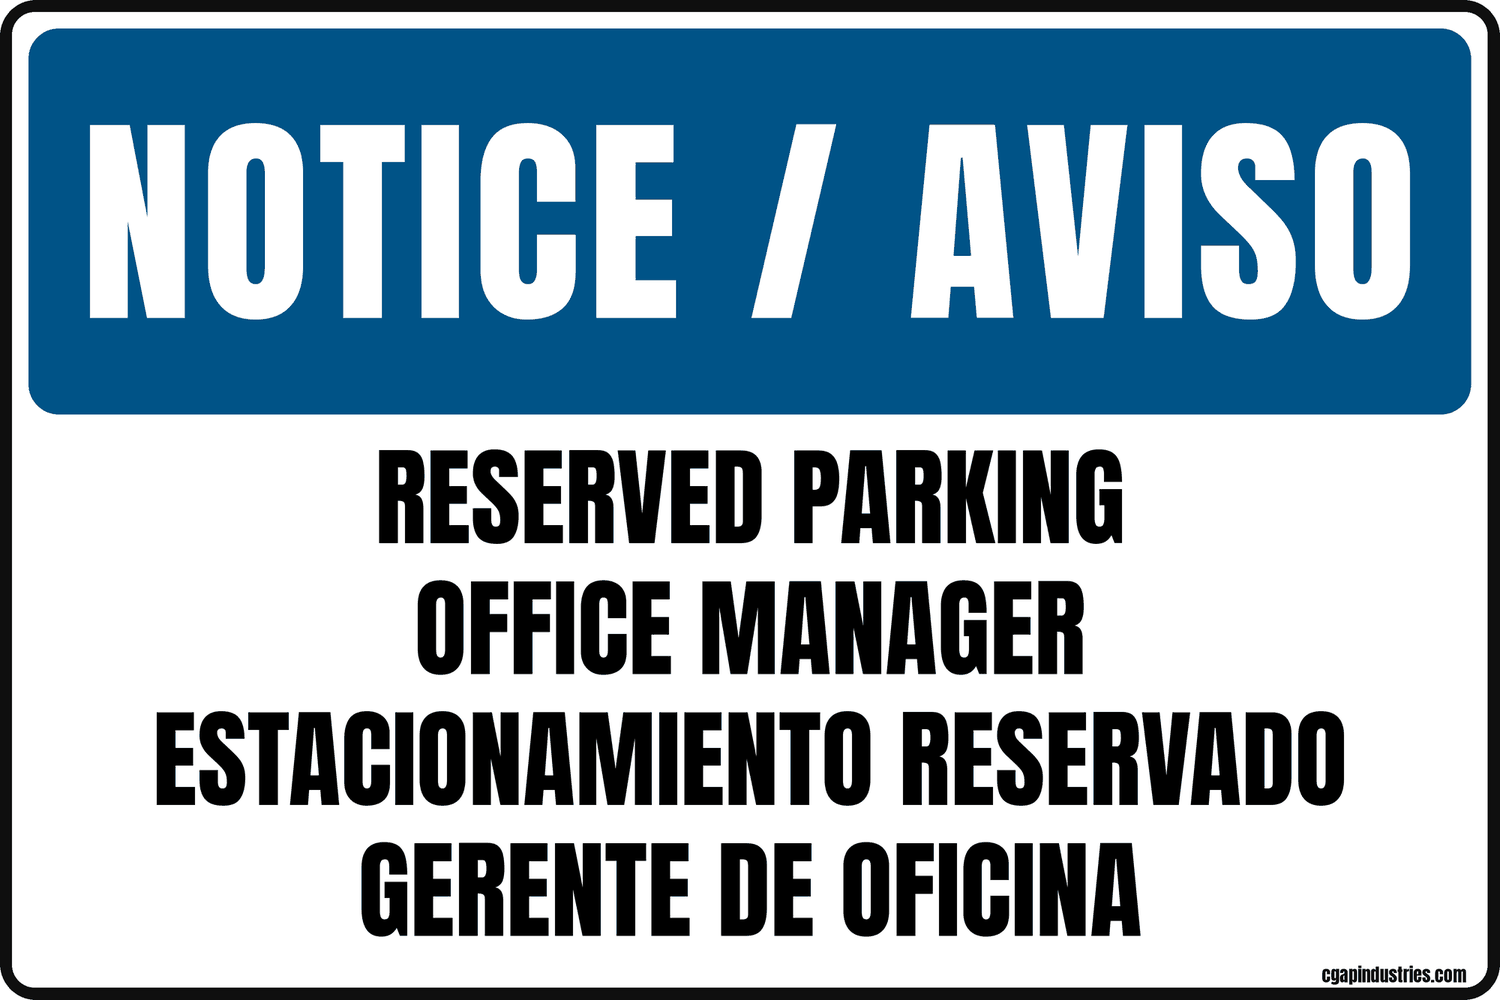 NOTICE / AVISO
RESERVED PARKING
OFFICE MANAGER
ESTACIONAMIENTO RESERVADO
GERENTE DE OFICINA
cgapindustries.com